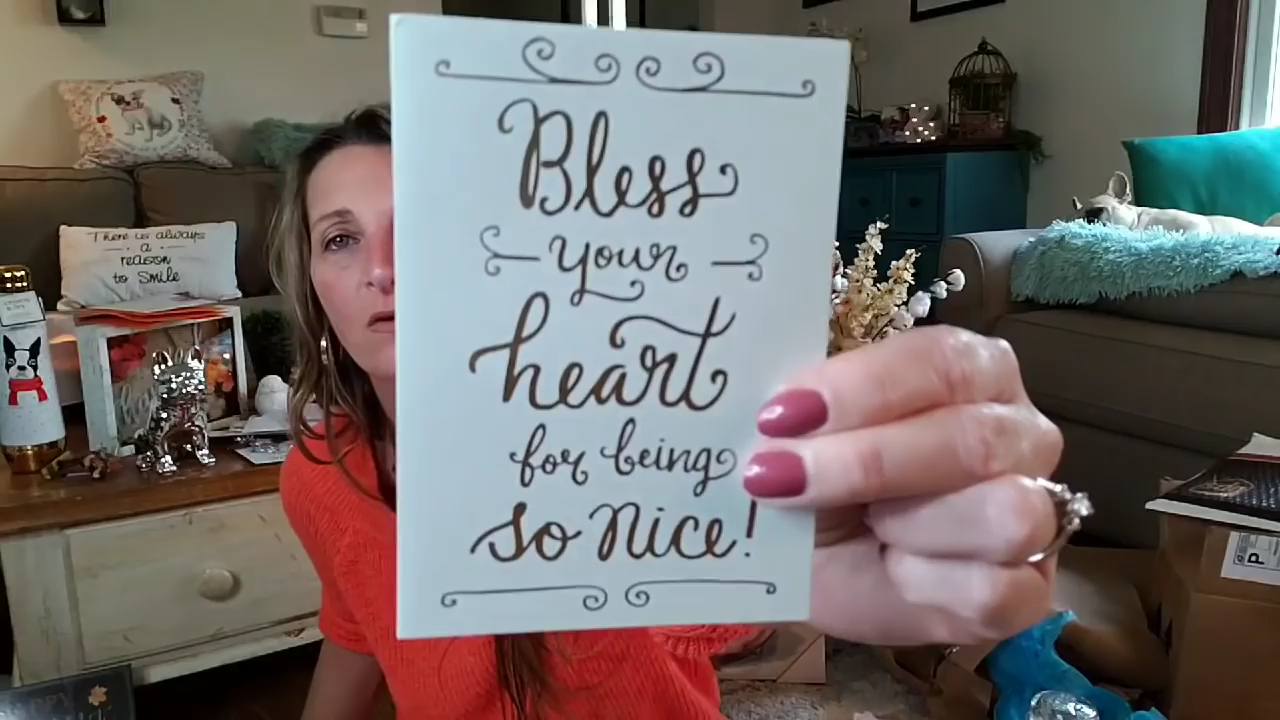 Bless
your
heart
for being
so nice!
There is always
a
reason
to Smile
P